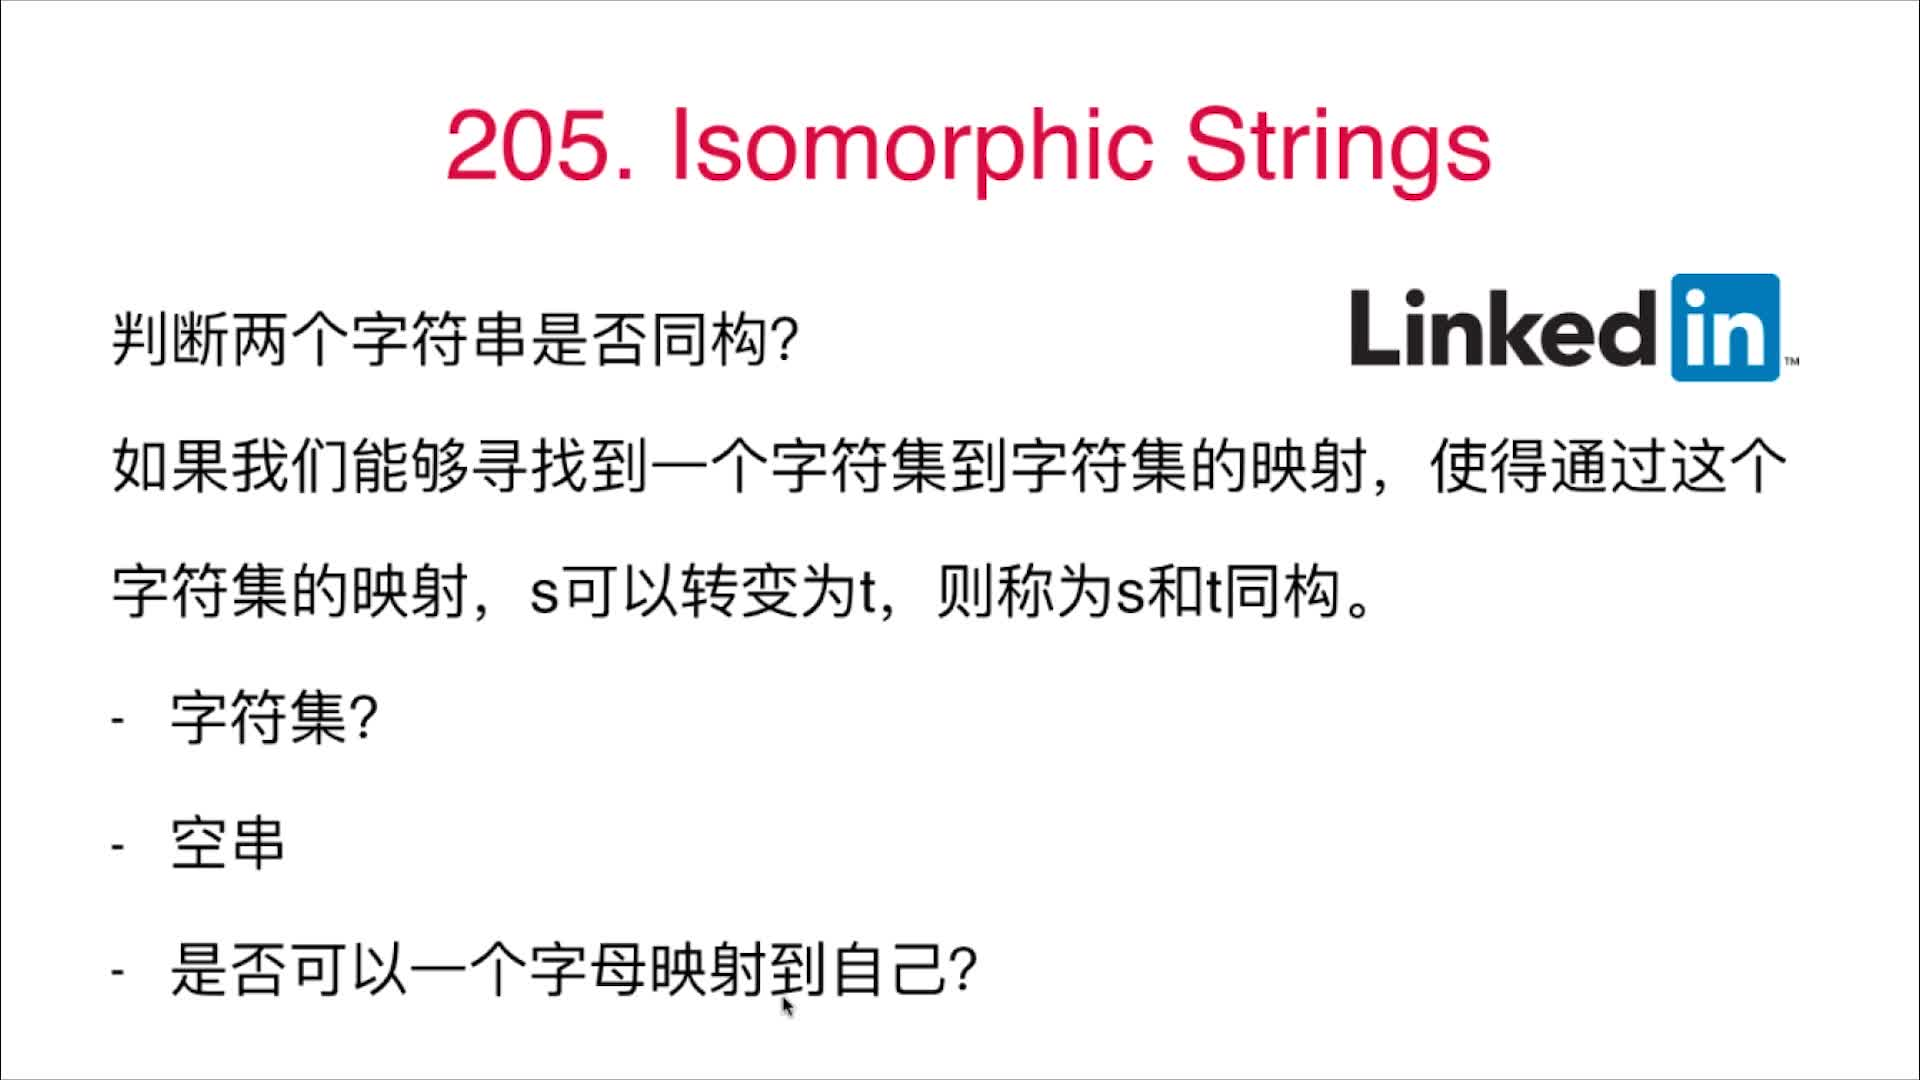 205. Isomorphic Strings
判断两个字符串是否同构?
Linked in ™
如果我们能够寻找到一个字符集到字符集的映射，使得通过这个
字符集的映射，s可以转变为t，则称为s和t同构。
- 字符集?
- 空串
- 是否可以一个字母映射到自己?